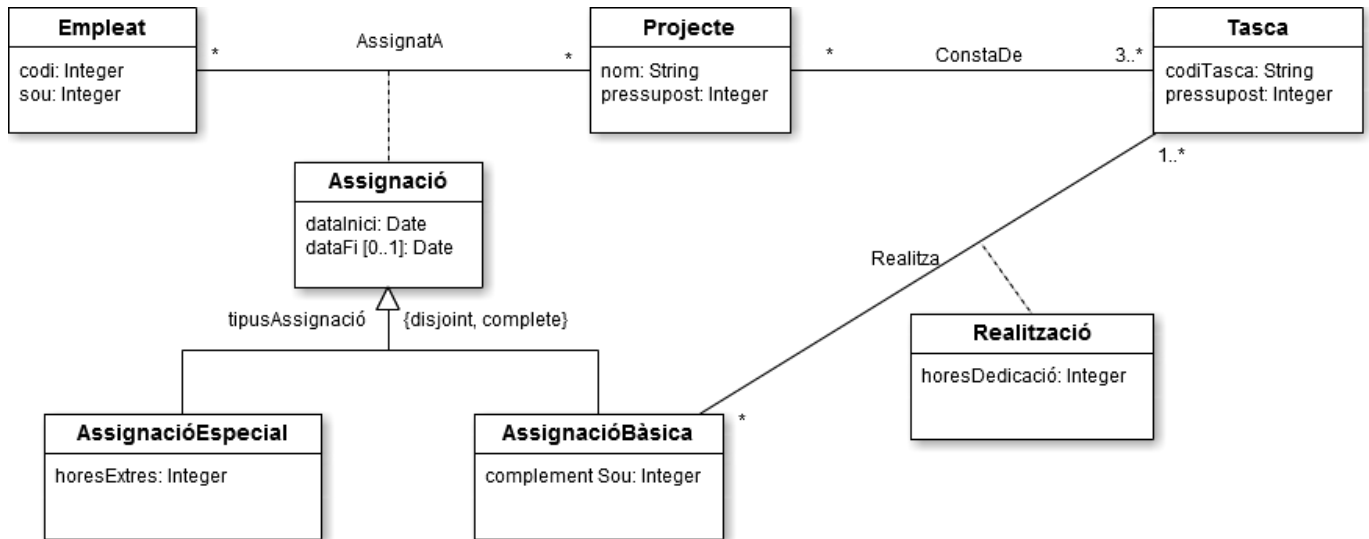 Empleat
codi: Integer
sou: Integer
*
AssignatA
*
Projecte
nom: String
pressupost: Integer
*
ConstaDe
3..*
Tasca
codiTasca: String
pressupost: Integer
1..*
Assignació
dataInici: Date
dataFi [0..1]: Date
Realitza
tipusAssignació
{disjoint, complete}
Realització
horesDedicació: Integer
AssignacióEspecial
horesExtres: Integer
AssignacióBàsica
complement Sou: Integer
*